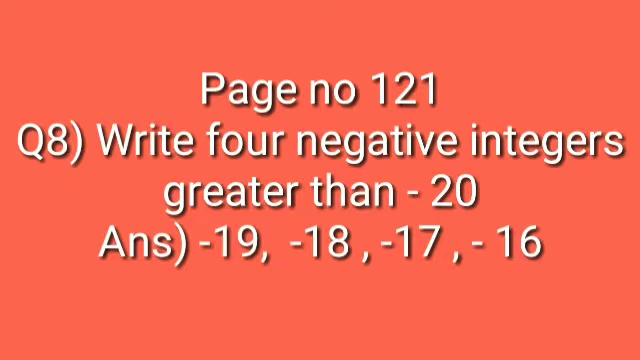 Page no 121
Q8) Write four negative integers
greater than - 20
Ans) -19,  -18 , -17 , - 16